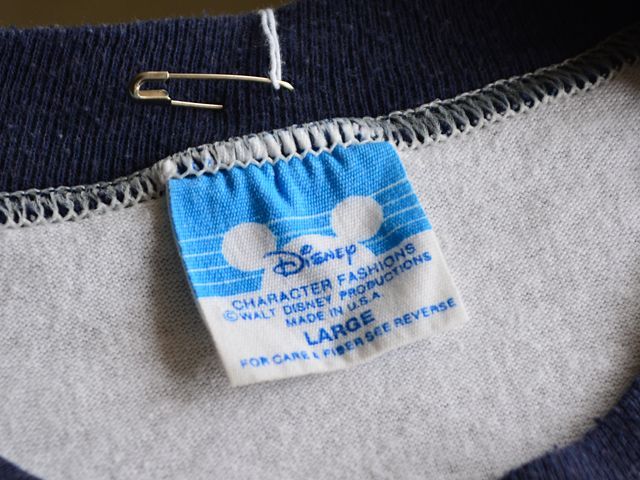 Disney
CHARACTER FASHIONS
©WALT DISNEY PRODUCTIONS
MADE IN U.S.A.
LARGE
FOR CARE & FIBER SEE REVERSE